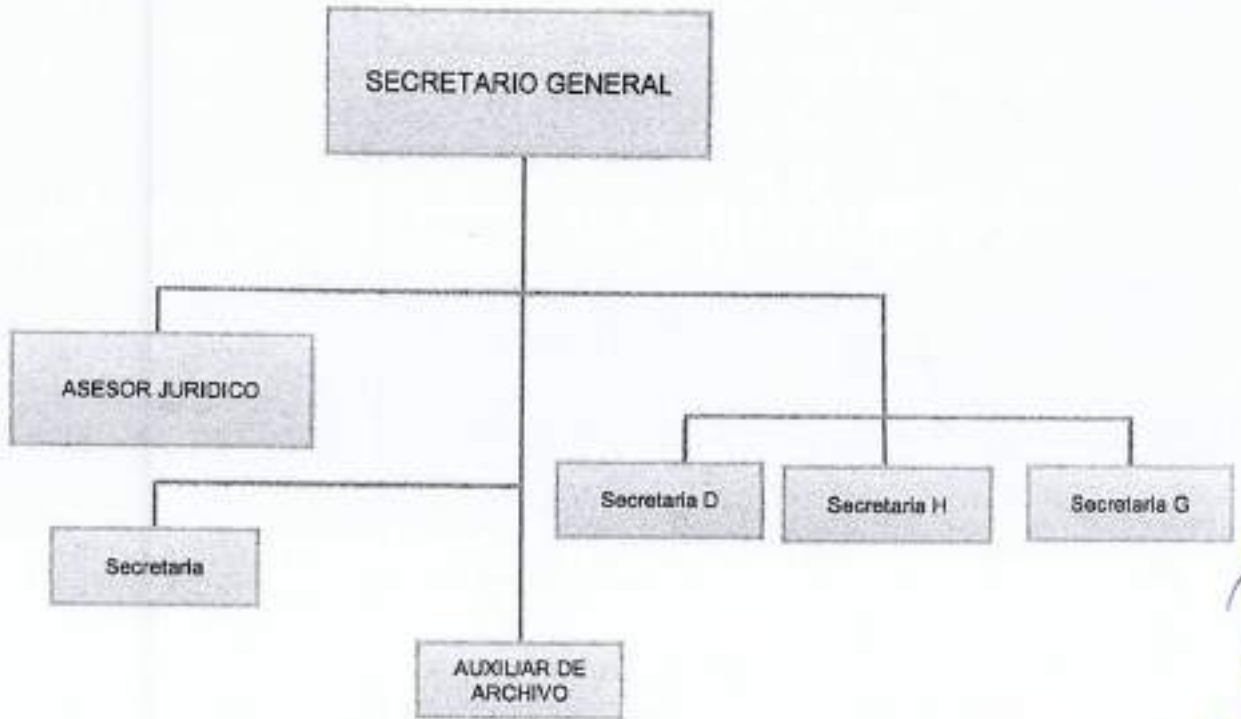 SECRETARIO GENERAL
ASESOR JURIDICO
Secretaria D
Secretaria H
Secretaria G
Secretaria
AUXILIAR DE
ARCHIVO